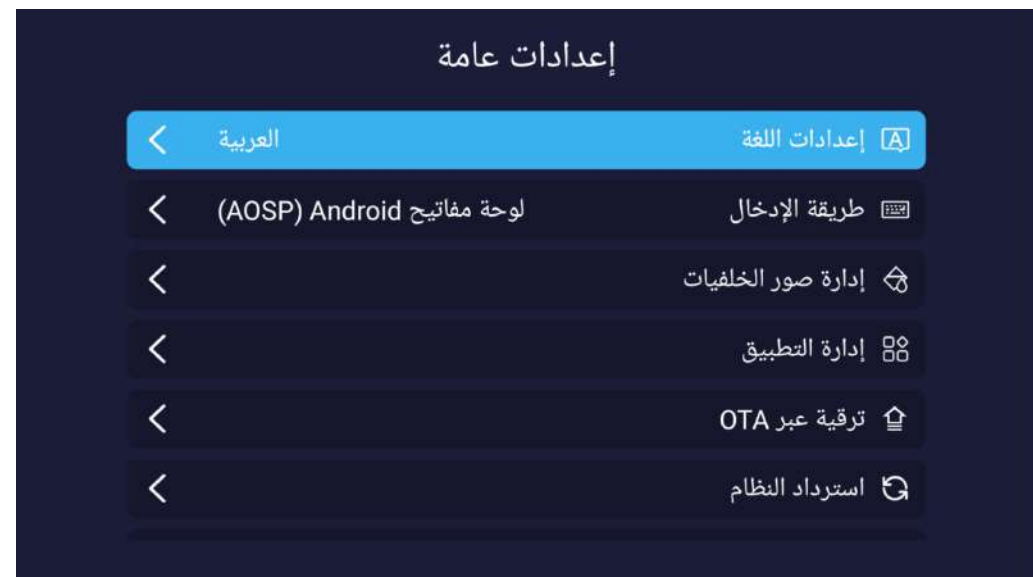 إعدادات عامة
إعدادات اللغة العربية
طريقة الإدخال لوحة مفاتيح Android (AOSP)
إدارة صور الخلفيات
إدارة التطبيق
ترقية عبر OTA
استرداد النظام